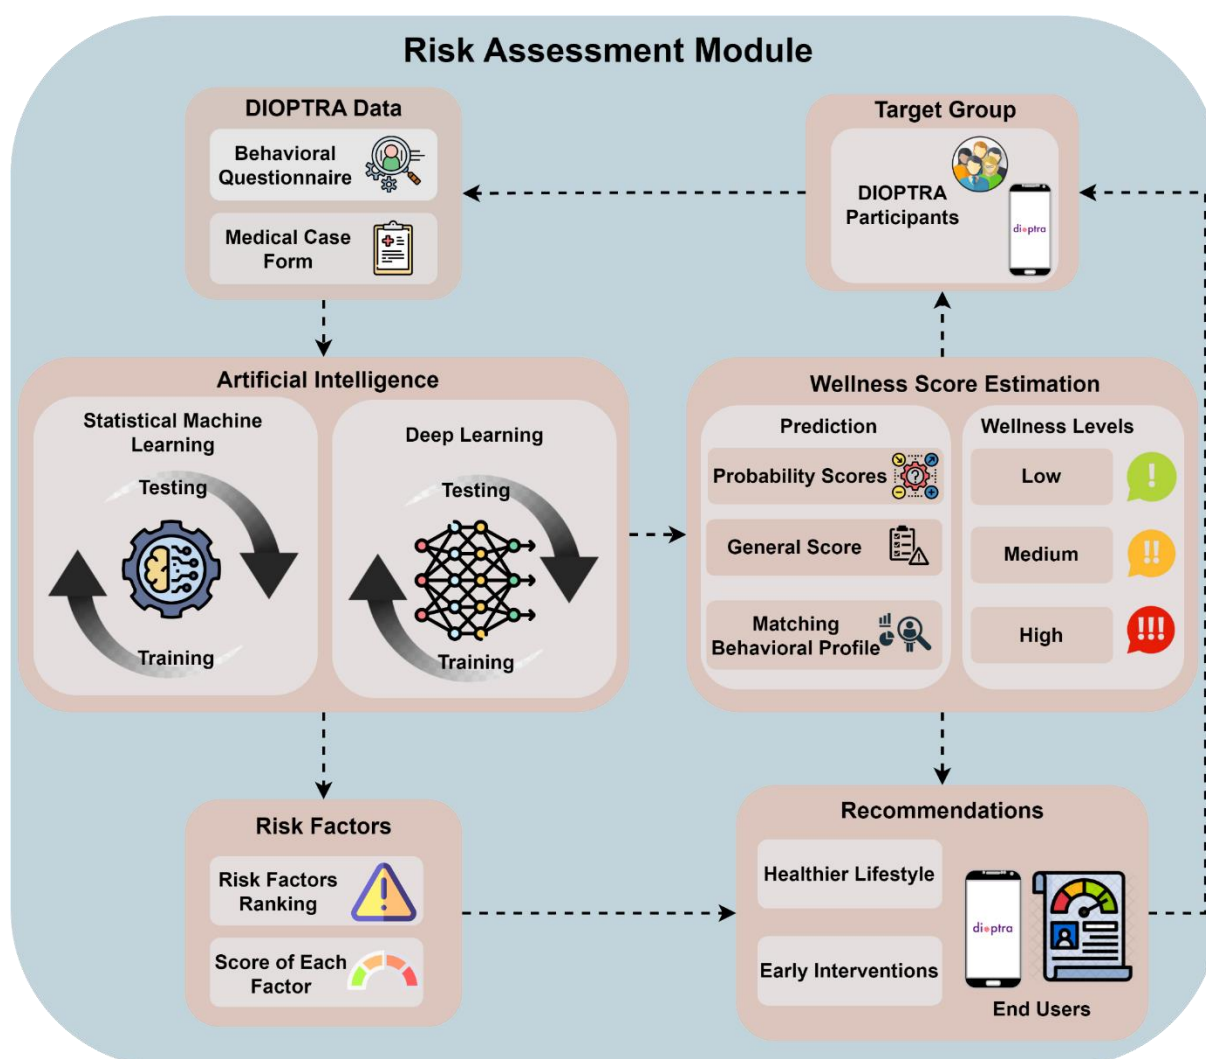 Risk Assessment Module
DIOPTRA Data
Behavioral
Questionnaire
Medical Case
Form
Target Group
DIOPTRA
Participants
dioptra
Artificial Intelligence
Statistical Machine
Learning
Testing
Training
Deep Learning
Testing
Training
Wellness Score Estimation
Prediction
Probability Scores
?
General Score
Matching
Behavioral Profile
Wellness Levels
Low
!
Medium
!!
High
!!!
Risk Factors
Risk Factors
Ranking
!
Score of Each
Factor
Recommendations
Healthier Lifestyle
Early Interventions
dioptra
End Users